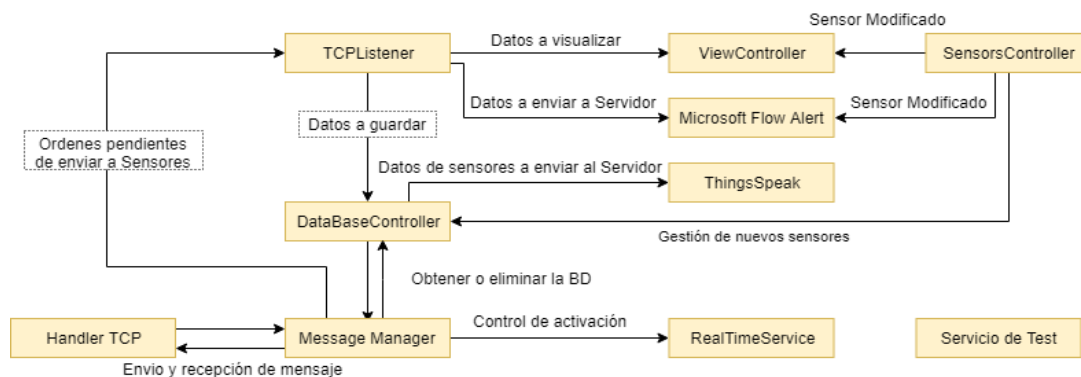 Sensor Modificado
TCPListener
Datos a visualizar
ViewController
SensorsController
Datos a enviar a Servidor
Microsoft Flow Alert
Sensor Modificado
Datos a guardar
Ordenes pendientes
de enviar a Sensores
Datos de sensores a enviar al Servidor
ThingsSpeak
DataBaseController
Gestión de nuevos sensores
Obtener o eliminar la BD
Handler TCP
Message Manager
Control de activación
RealTimeService
Servicio de Test
Envio y recepción de mensaje